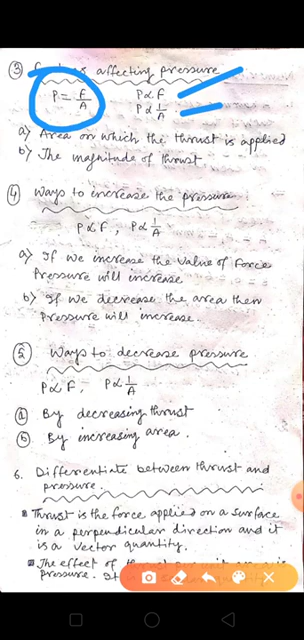 ③ Factors affecting pressure
P = F/A P∝F
P∝1/A
a) Area on which the thrust is applied
b) The magnitude of thrust
④ Ways to increase the pressure
P∝F, P∝1/A
a) If we increase the value of force
Pressure will increase
b) If we decrease the area then
Pressure will increase.
⑤ Ways to decrease pressure
P∝F, P∝1/A
ⓐ By decreasing thrust
ⓑ By increasing area.
6. Differentiate between thrust and
pressure.
Thrust is the force applied on a surface
in a perpendicular direction and it
is a vector quantity.
The effect of
pressure. It